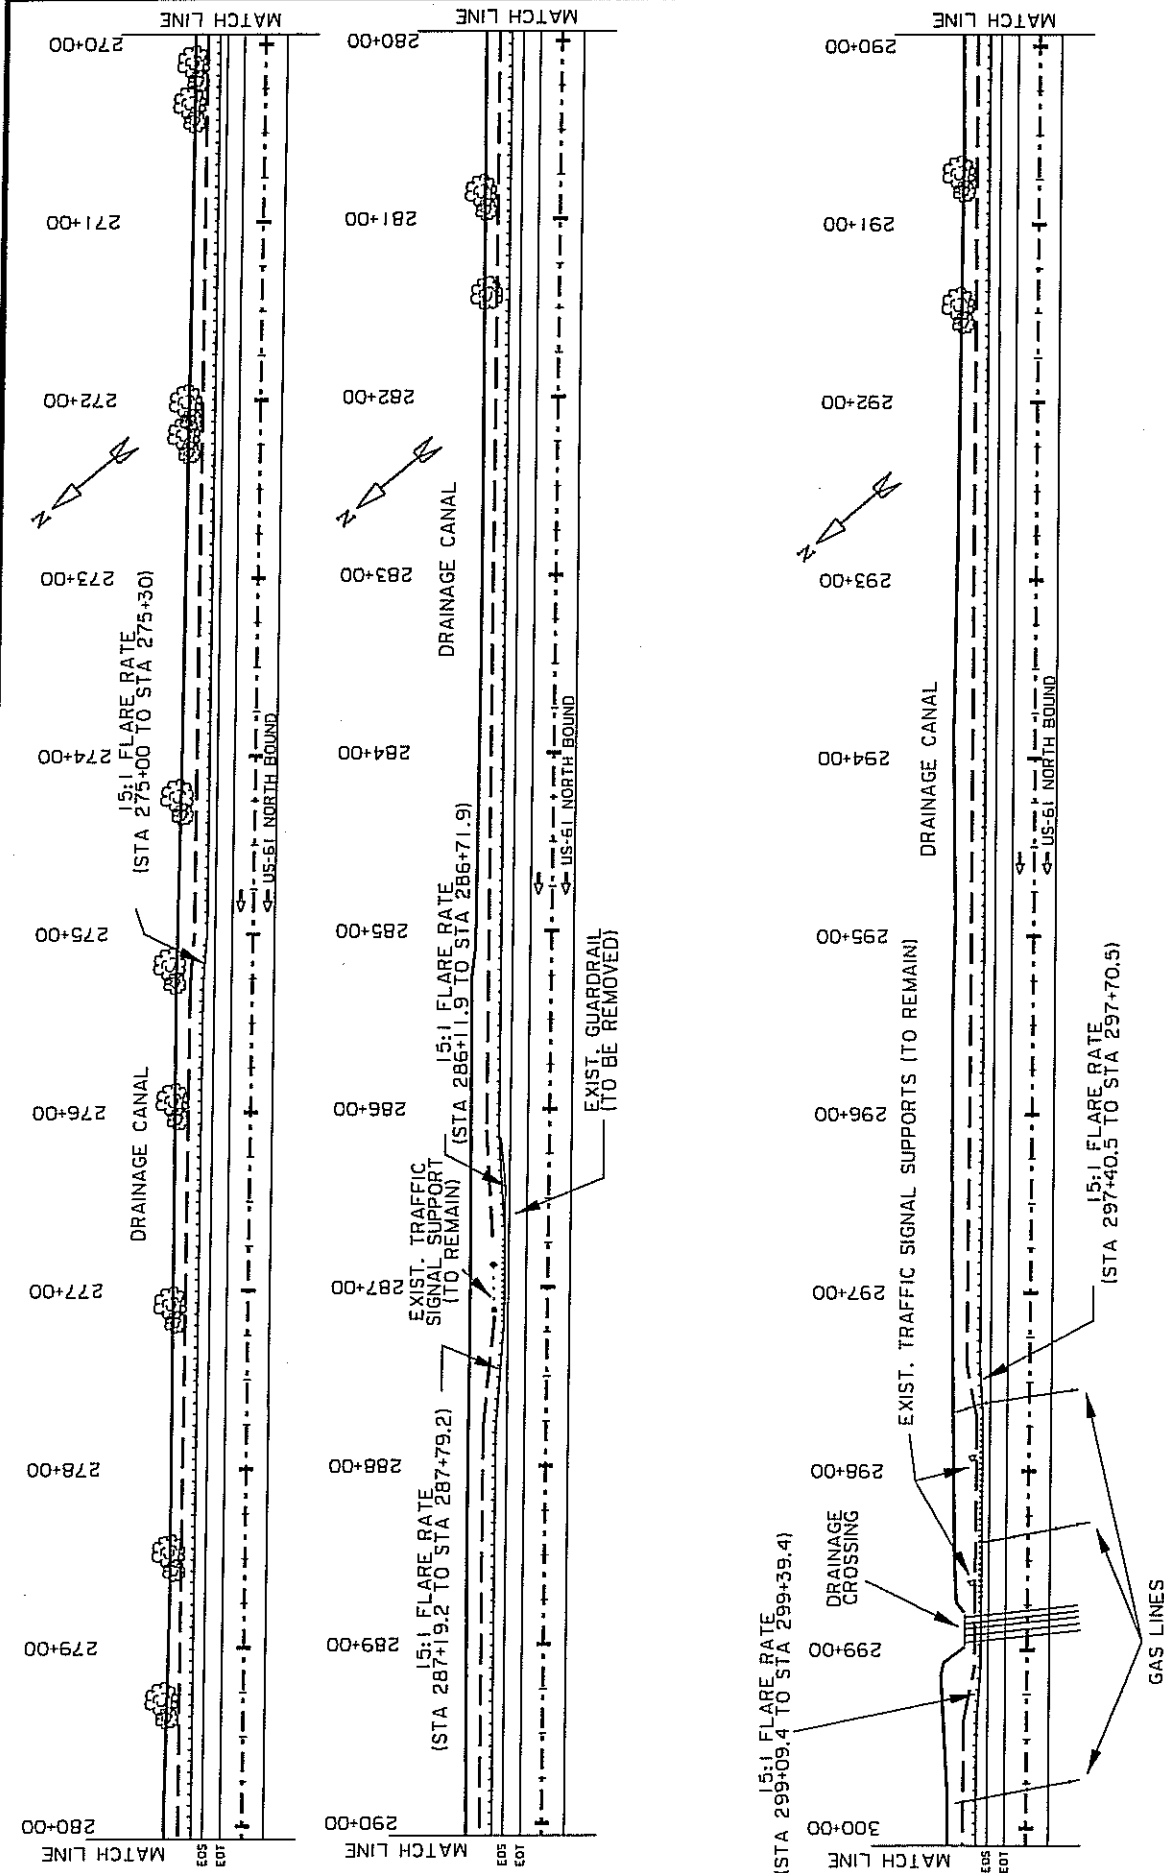 MATCH LINE
270+00
271+00
272+00
N
273+00
15:1 FLARE RATE
(STA 275+00 TO STA 275+30)
274+00
US-61 NORTH BOUND
275+00
DRAINAGE CANAL
276+00
277+00
278+00
279+00
280+00
MATCH LINE
EOS
EOT
MATCH LINE
280+00
281+00
282+00
N
DRAINAGE CANAL
283+00
284+00
US-61 NORTH BOUND
285+00
15:1 FLARE RATE
(STA 286+11.9 TO STA 286+71.9)
286+00
EXIST. GUARDRAIL
(TO BE REMOVED)
EXIST. TRAFFIC
SIGNAL SUPPORT
(TO REMAIN)
287+00
15:1 FLARE RATE
(STA 287+19.2 TO STA 287+79.2)
288+00
289+00
290+00
MATCH LINE
EOS
EOT
MATCH LINE
290+00
291+00
292+00
N
293+00
DRAINAGE CANAL
294+00
US-61 NORTH BOUND
295+00
EXIST. TRAFFIC SIGNAL SUPPORTS (TO REMAIN)
296+00
15:1 FLARE RATE
(STA 297+40.5 TO STA 297+70.5)
297+00
298+00
DRAINAGE
CROSSING
15:1 FLARE RATE
(STA 299+09.4 TO STA 299+39.4)
299+00
GAS LINES
300+00
MATCH LINE
EOS
EOT